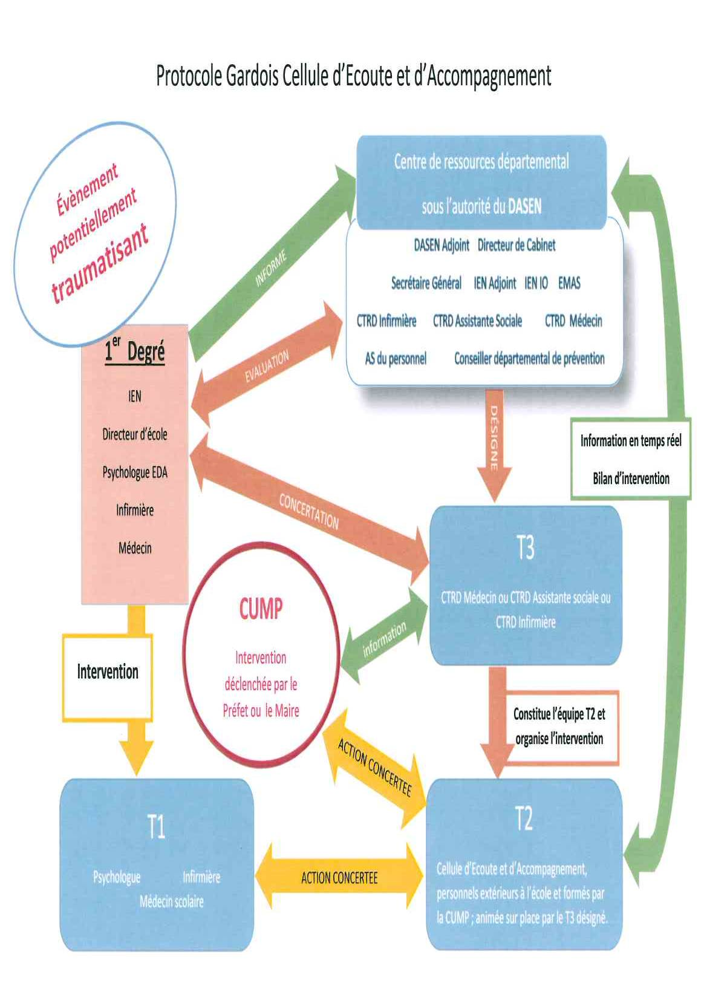 Protocole Gardois Cellule d'Ecoute et d'Accompagnement
Évènement
potentiellement
traumatisant
Centre de ressources départemental
sous l'autorité du DASEN
DASEN Adjoint Directeur de Cabinet
Secrétaire Général IEN Adjoint IEN IO EMAS
CTRD Infirmière CTRD Assistante Sociale CTRD Médecin
AS du personnel Conseiller départemental de prévention
INFORME
EVALUATION
1er Degré
IEN
Directeur d'école
Psychologue EDA
Infirmière
Médecin
DÉSIGNE
Information en temps réel
Bilan d'intervention
CONCERTATION
T3
CTRD Médecin ou CTRD Assistante sociale ou
CTRD Infirmière
CUMP
Intervention
déclenchée par le
Préfet ou le Maire
information
Intervention
Constitue l'équipe T2 et
organise l'intervention
ACTION CONCERTEE
T1
Psychologue Infirmière
Médecin scolaire
ACTION CONCERTEE
T2
Cellule d'Ecoute et d'Accompagnement,
personnels extérieurs à l'école et formés par
la CUMP ; animée sur place par le T3 désigné.